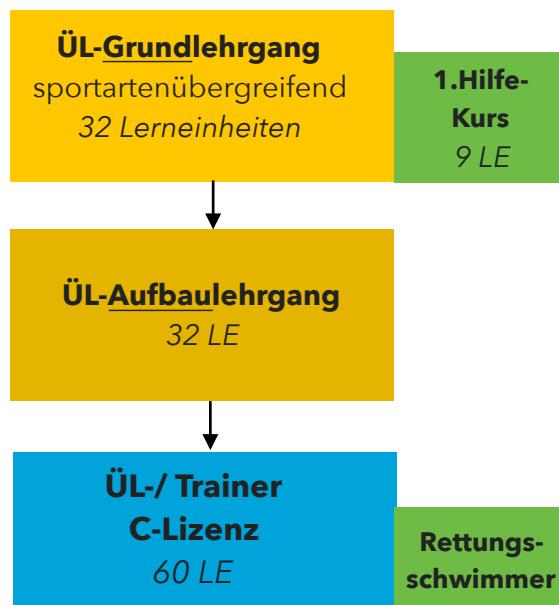 ÜL-Grundlehrgang
sportartenübergreifend
32 Lerneinheiten
1.Hilfe-
Kurs
9 LE
ÜL-Aufbaulehrgang
32 LE
ÜL-/ Trainer
C-Lizenz
60 LE
Rettungs-
schwimmer